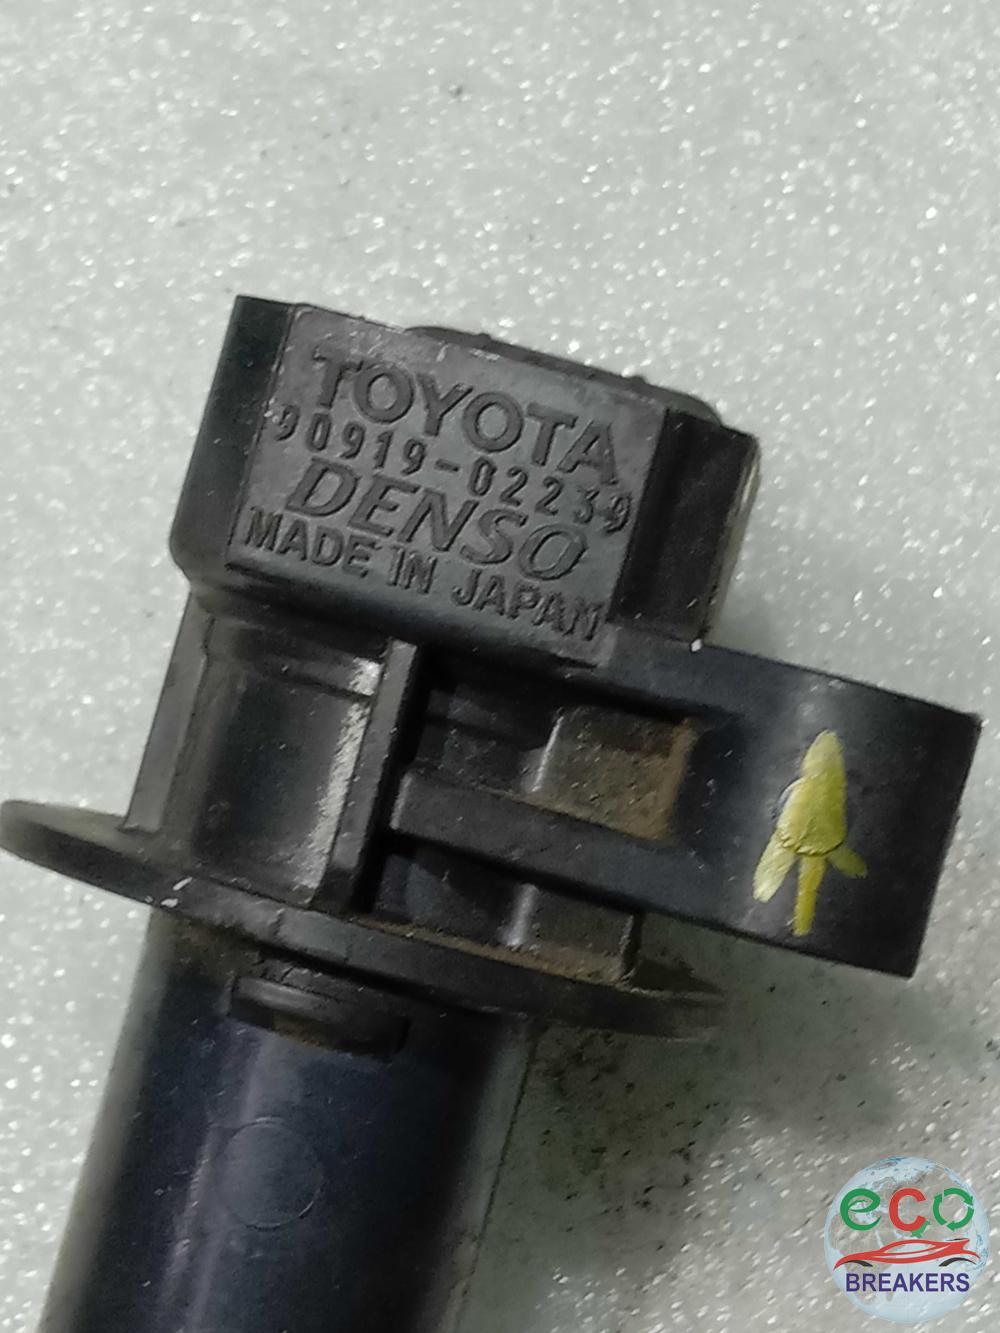 TOYOTA
90919-02239
DENSO
MADE IN JAPAN
eco
BREAKERS